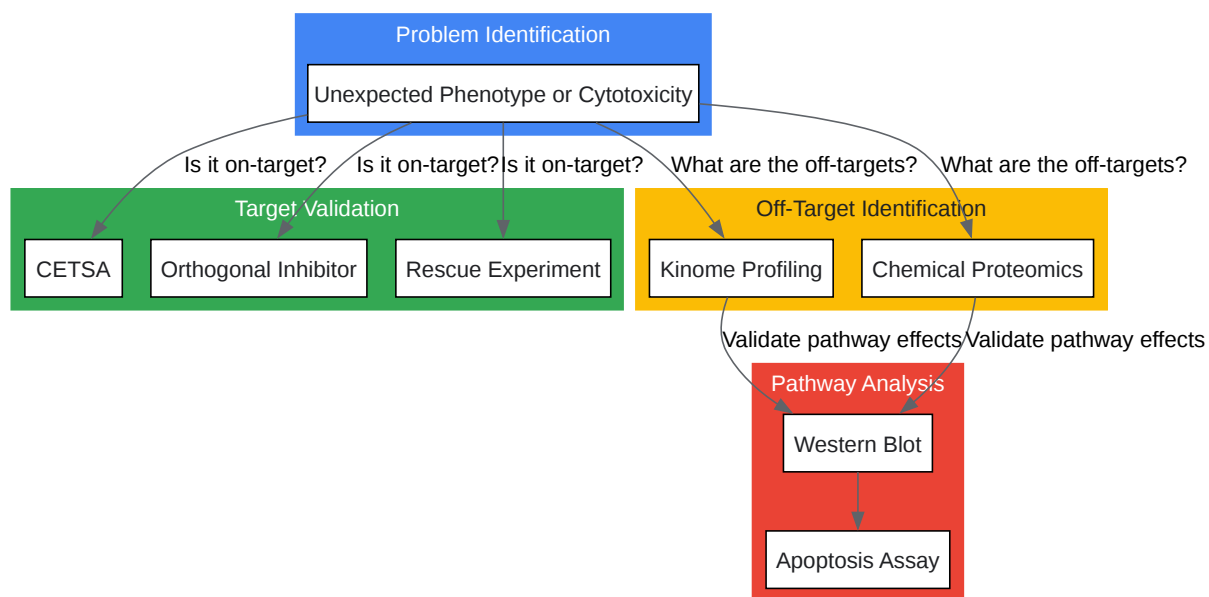 Problem Identification
Unexpected Phenotype or Cytotoxicity
Is it on-target?
Is it on-target?
Is it on-target?
What are the off-targets?
What are the off-targets?
Target Validation
Off-Target Identification
CETSA
Orthogonal Inhibitor
Rescue Experiment
Kinome Profiling
Chemical Proteomics
Validate pathway effects
Validate pathway effects
Pathway Analysis
Western Blot
Apoptosis Assay